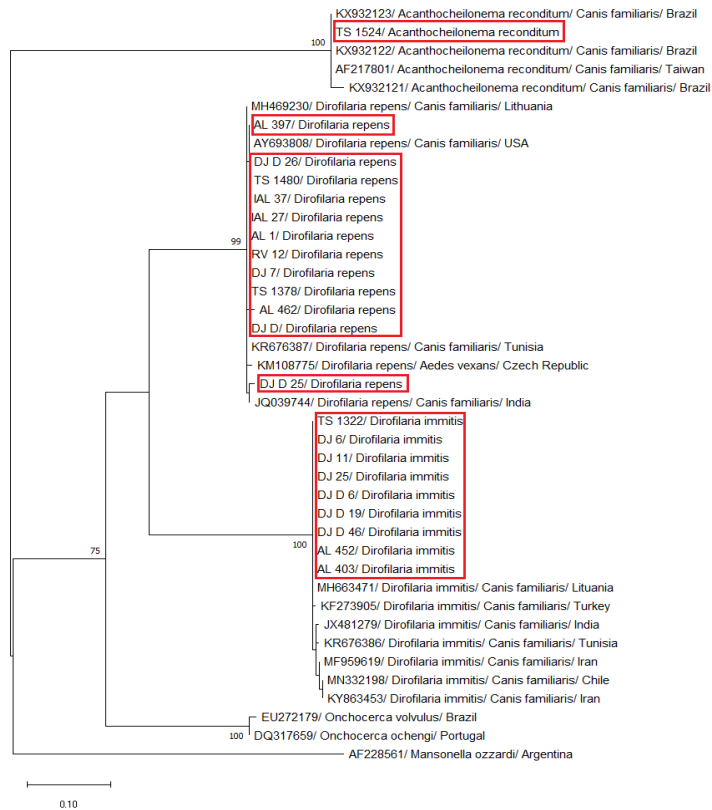 KX932123/ Acanthocheilonema reconditum/ Canis familiaris/ Brazil
TS 1524/ Acanthocheilonema reconditum
100
KX932122/ Acanthocheilonema reconditum/ Canis familiaris/ Brazil
AF217801/ Acanthocheilonema reconditum/ Canis familiaris/ Taiwan
KX932121/ Acanthocheilonema reconditum/ Canis familiaris/ Brazil
MH469230/ Dirofilaria repens/ Canis familiaris/ Lithuania
AL 397/ Dirofilaria repens
AY693808/ Dirofilaria repens/ Canis familiaris/ USA
DJ D 26/ Dirofilaria repens
TS 1480/ Dirofilaria repens
IAL 37/ Dirofilaria repens
IAL 27/ Dirofilaria repens
AL 1/ Dirofilaria repens
99
RV 12/ Dirofilaria repens
DJ 7/ Dirofilaria repens
TS 1378/ Dirofilaria repens
AL 462/ Dirofilaria repens
DJ D/ Dirofilaria repens
KR676387/ Dirofilaria repens/ Canis familiaris/ Tunisia
KM108775/ Dirofilaria repens/ Aedes vexans/ Czech Republic
DJ D 25/ Dirofilaria repens
JQ039744/ Dirofilaria repens/ Canis familiaris/ India
TS 1322/ Dirofilaria immitis
DJ 6/ Dirofilaria immitis
DJ 11/ Dirofilaria immitis
DJ 25/ Dirofilaria immitis
DJ D 6/ Dirofilaria immitis
DJ D 19/ Dirofilaria immitis
DJ D 46/ Dirofilaria immitis
100
75
AL 452/ Dirofilaria immitis
AL 403/ Dirofilaria immitis
MH663471/ Dirofilaria immitis/ Canis familiaris/ Lituania
KF273905/ Dirofilaria immitis/ Canis familiaris/ Turkey
JX481279/ Dirofilaria immitis/ Canis familiaris/ India
KR676386/ Dirofilaria immitis/ Canis familiaris/ Tunisia
MF959619/ Dirofilaria immitis/ Canis familiaris/ Iran
MN332198/ Dirofilaria immitis/ Canis familiaris/ Chile
KY863453/ Dirofilaria immitis/ Canis familiaris/ Iran
EU272179/ Onchocerca volvulus/ Brazil
100
DQ317659/ Onchocerca ochengi/ Portugal
AF228561/ Mansonella ozzardi/ Argentina
0.10